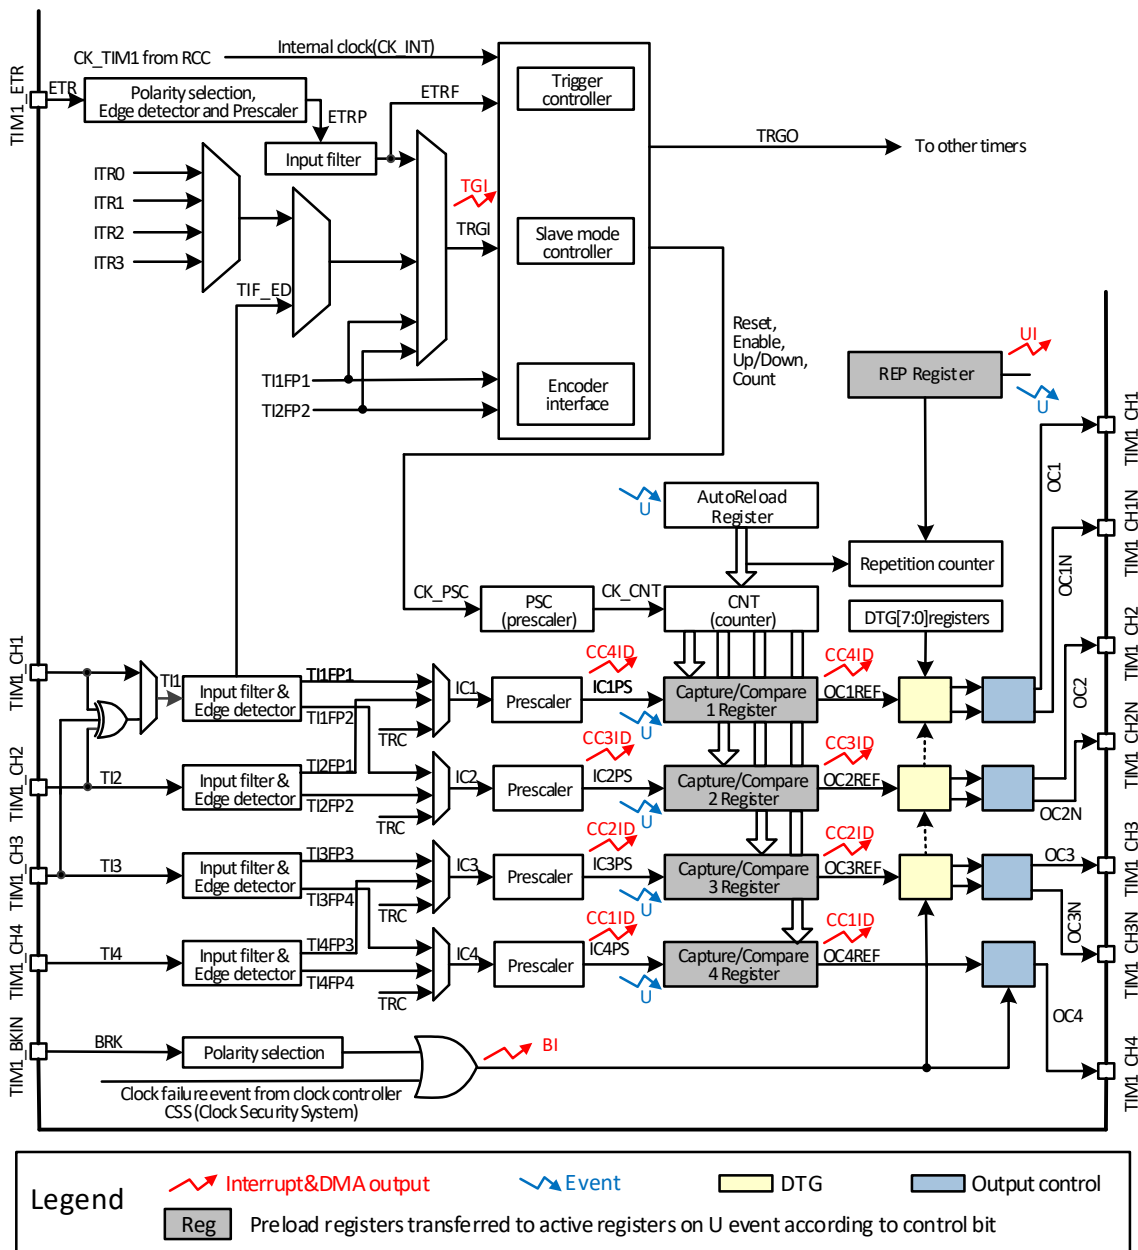 CK_TIM1 from RCC
Internal clock(CK_INT)
TIM1_ETR
ETR
Polarity selection,
Edge detector and Prescaler
ETRP
ETRF
Input filter
Trigger
controller
TRGO
To other timers
ITR0
ITR1
ITR2
ITR3
TGI
TRGI
Slave mode
controller
TIF_ED
Reset,
Enable,
Up/Down,
Count
UI
REP Register
U
TI1FP1
TI2FP2
Encoder
interface
TIM1_CH1
OC1
U
AutoReload
Register
TIM1_CH1N
OC1N
Repetition counter
CK_PSC
PSC
(prescaler)
CK_CNT
CNT
(counter)
DTG[7:0]registers
TIM1_CH2
OC2
TIM1_CH1
TI1
Input filter &
Edge detector
TI1FP1
TI1FP2
TRC
IC1
Prescaler
CC4ID
IC1PS
U
Capture/Compare
1 Register
CC4ID
OC1REF
TIM1_CH2N
TIM1_CH2
TI2
Input filter &
Edge detector
TI2FP1
TI2FP2
TRC
IC2
Prescaler
CC3ID
IC2PS
U
Capture/Compare
2 Register
CC3ID
OC2REF
OC2N
TIM1_CH3
TIM1_CH3
TI3
Input filter &
Edge detector
TI3FP3
TI3FP4
TRC
IC3
Prescaler
CC2ID
IC3PS
U
Capture/Compare
3 Register
CC2ID
OC3REF
OC3
OC3N
TIM1_CH3N
TIM1_CH4
TI4
Input filter &
Edge detector
TI4FP3
TI4FP4
TRC
IC4
Prescaler
CC1ID
IC4PS
U
Capture/Compare
4 Register
CC1ID
OC4REF
OC4
TIM1_CH4
TIM1_BKIN
BRK
Polarity selection
BI
Clock failure event from clock controller
CSS (Clock Security System)
Legend
Interrupt&DMA output
Event
DTG
Output control
Reg
Preload registers transferred to active registers on U event according to control bit